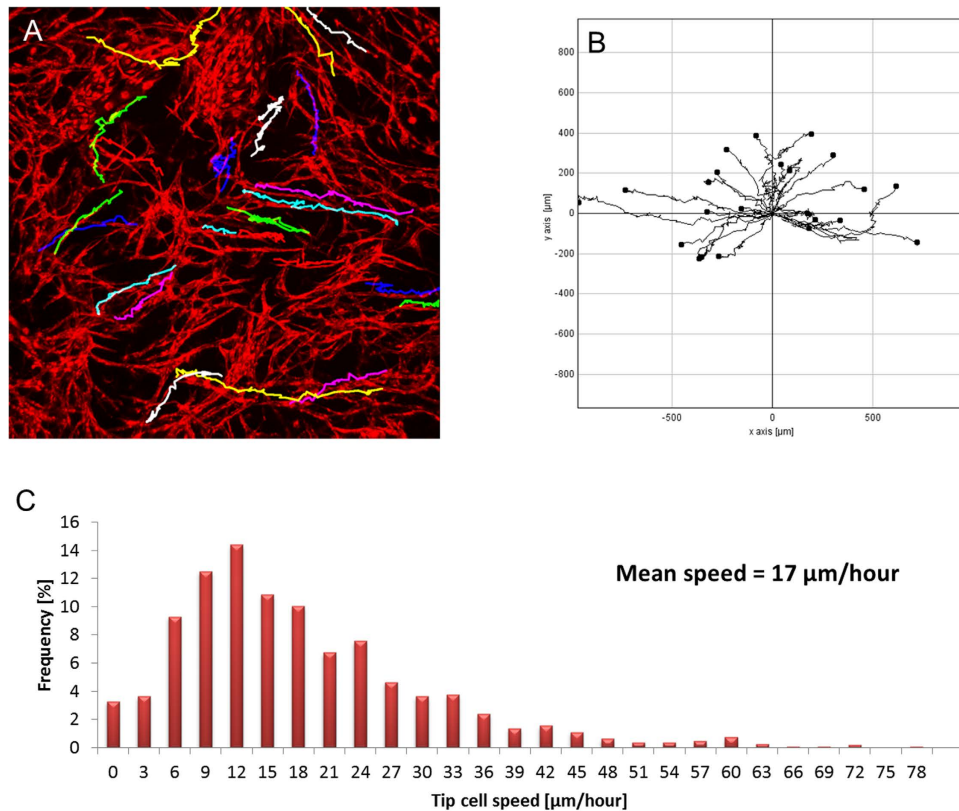 A
B
800
600
400
200
0
-200
-400
-600
-800
y axis [µm]
-500 0 500
x axis [µm]
C
16
14
12
10
8
6
4
2
0
Frequency [%]
Mean speed = 17 µm/hour
0 3 6 9 12 15 18 21 24 27 30 33 36 39 42 45 48 51 54 57 60 63 66 69 72 75 78
Tip cell speed [µm/hour]